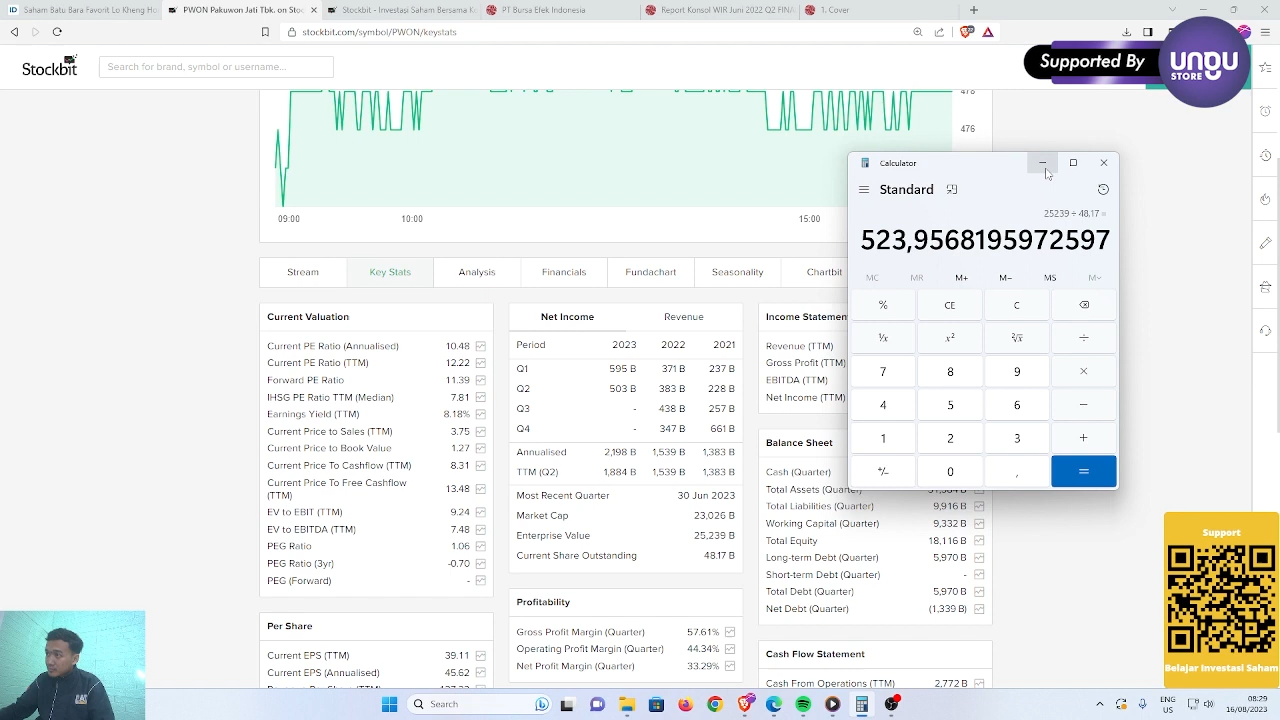 Saham Batu Bara Favorit Lo Kheng Ho
PWON Pakuwon Jati Tbk, on Stoc
Stockbit - Investasi Saham Bersama K
PT Bursa Efek Indonesia
Report Konsol Juni 2022 Q2 FINA
1. Cover
stockbit.com/symbol/PWON/keystats
Stockbit
Search for brand, symbol or username...
Supported By
UNGU
STORE
478
476
09:00
10:00
15:00
Stream
Key Stats
Analysis
Financials
Fundachart
Seasonality
Chartbit
Current Valuation
Current PE Ratio (Annualised) 10.48
Current PE Ratio (TTM) 12.22
Forward PE Ratio 11.39
IHSG PE Ratio TTM (Median) 7.81
Earnings Yield (TTM) 8.18%
Current Price to Sales (TTM) 3.75
Current Price to Book Value 1.27
Current Price To Cashflow (TTM) 8.31
Current Price To Free Cashflow (TTM) 13.48
EV to EBIT (TTM) 9.24
EV to EBITDA (TTM) 7.48
PEG Ratio 1.06
PEG Ratio (3yr) -0.70
PEG (Forward) -
Per Share
Current EPS (TTM) 39.11
Current EPS (Annualised) 45.63
Net Income Revenue
Period 2023 2022 2021
Q1 595 B 371 B 237 B
Q2 503 B 383 B 228 B
Q3 - 438 B 257 B
Q4 - 347 B 661 B
Annualised 2,198 B 1,539 B 1,383 B
TTM (Q2) 1,884 B 1,539 B 1,383 B
Most Recent Quarter 30 Jun 2023
Market Cap 23,026 B
Enterprise Value 25,239 B
Current Share Outstanding 48.17 B
Profitability
Gross Profit Margin (Quarter) 57.61%
Operating Profit Margin (Quarter) 44.34%
Net Profit Margin (Quarter) 33.29%
Income Statement
Revenue (TTM)
Gross Profit (TTM)
EBITDA (TTM)
Net Income (TTM)
Balance Sheet
Cash (Quarter)
Total Assets (Quarter)
Total Liabilities (Quarter) 9,916 B
Working Capital (Quarter) 9,332 B
Total Equity 18,116 B
Long-term Debt (Quarter) 5,970 B
Short-term Debt (Quarter) -
Total Debt (Quarter) 5,970 B
Net Debt (Quarter) (1,339 B)
Cash Flow Statement
Cash From Operations (TTM) 2,772 B
Calculator
Standard
25239 ÷ 48,17 =
523,9568195972597
MC MR M+ M− MS M˅
% CE C
⅟x x² ²√x ÷
7 8 9 ×
4 5 6 −
1 2 3 +
+/− 0 , =
Support
Belajar Investasi Saham
Search
ENG
08:29
16/08/2023